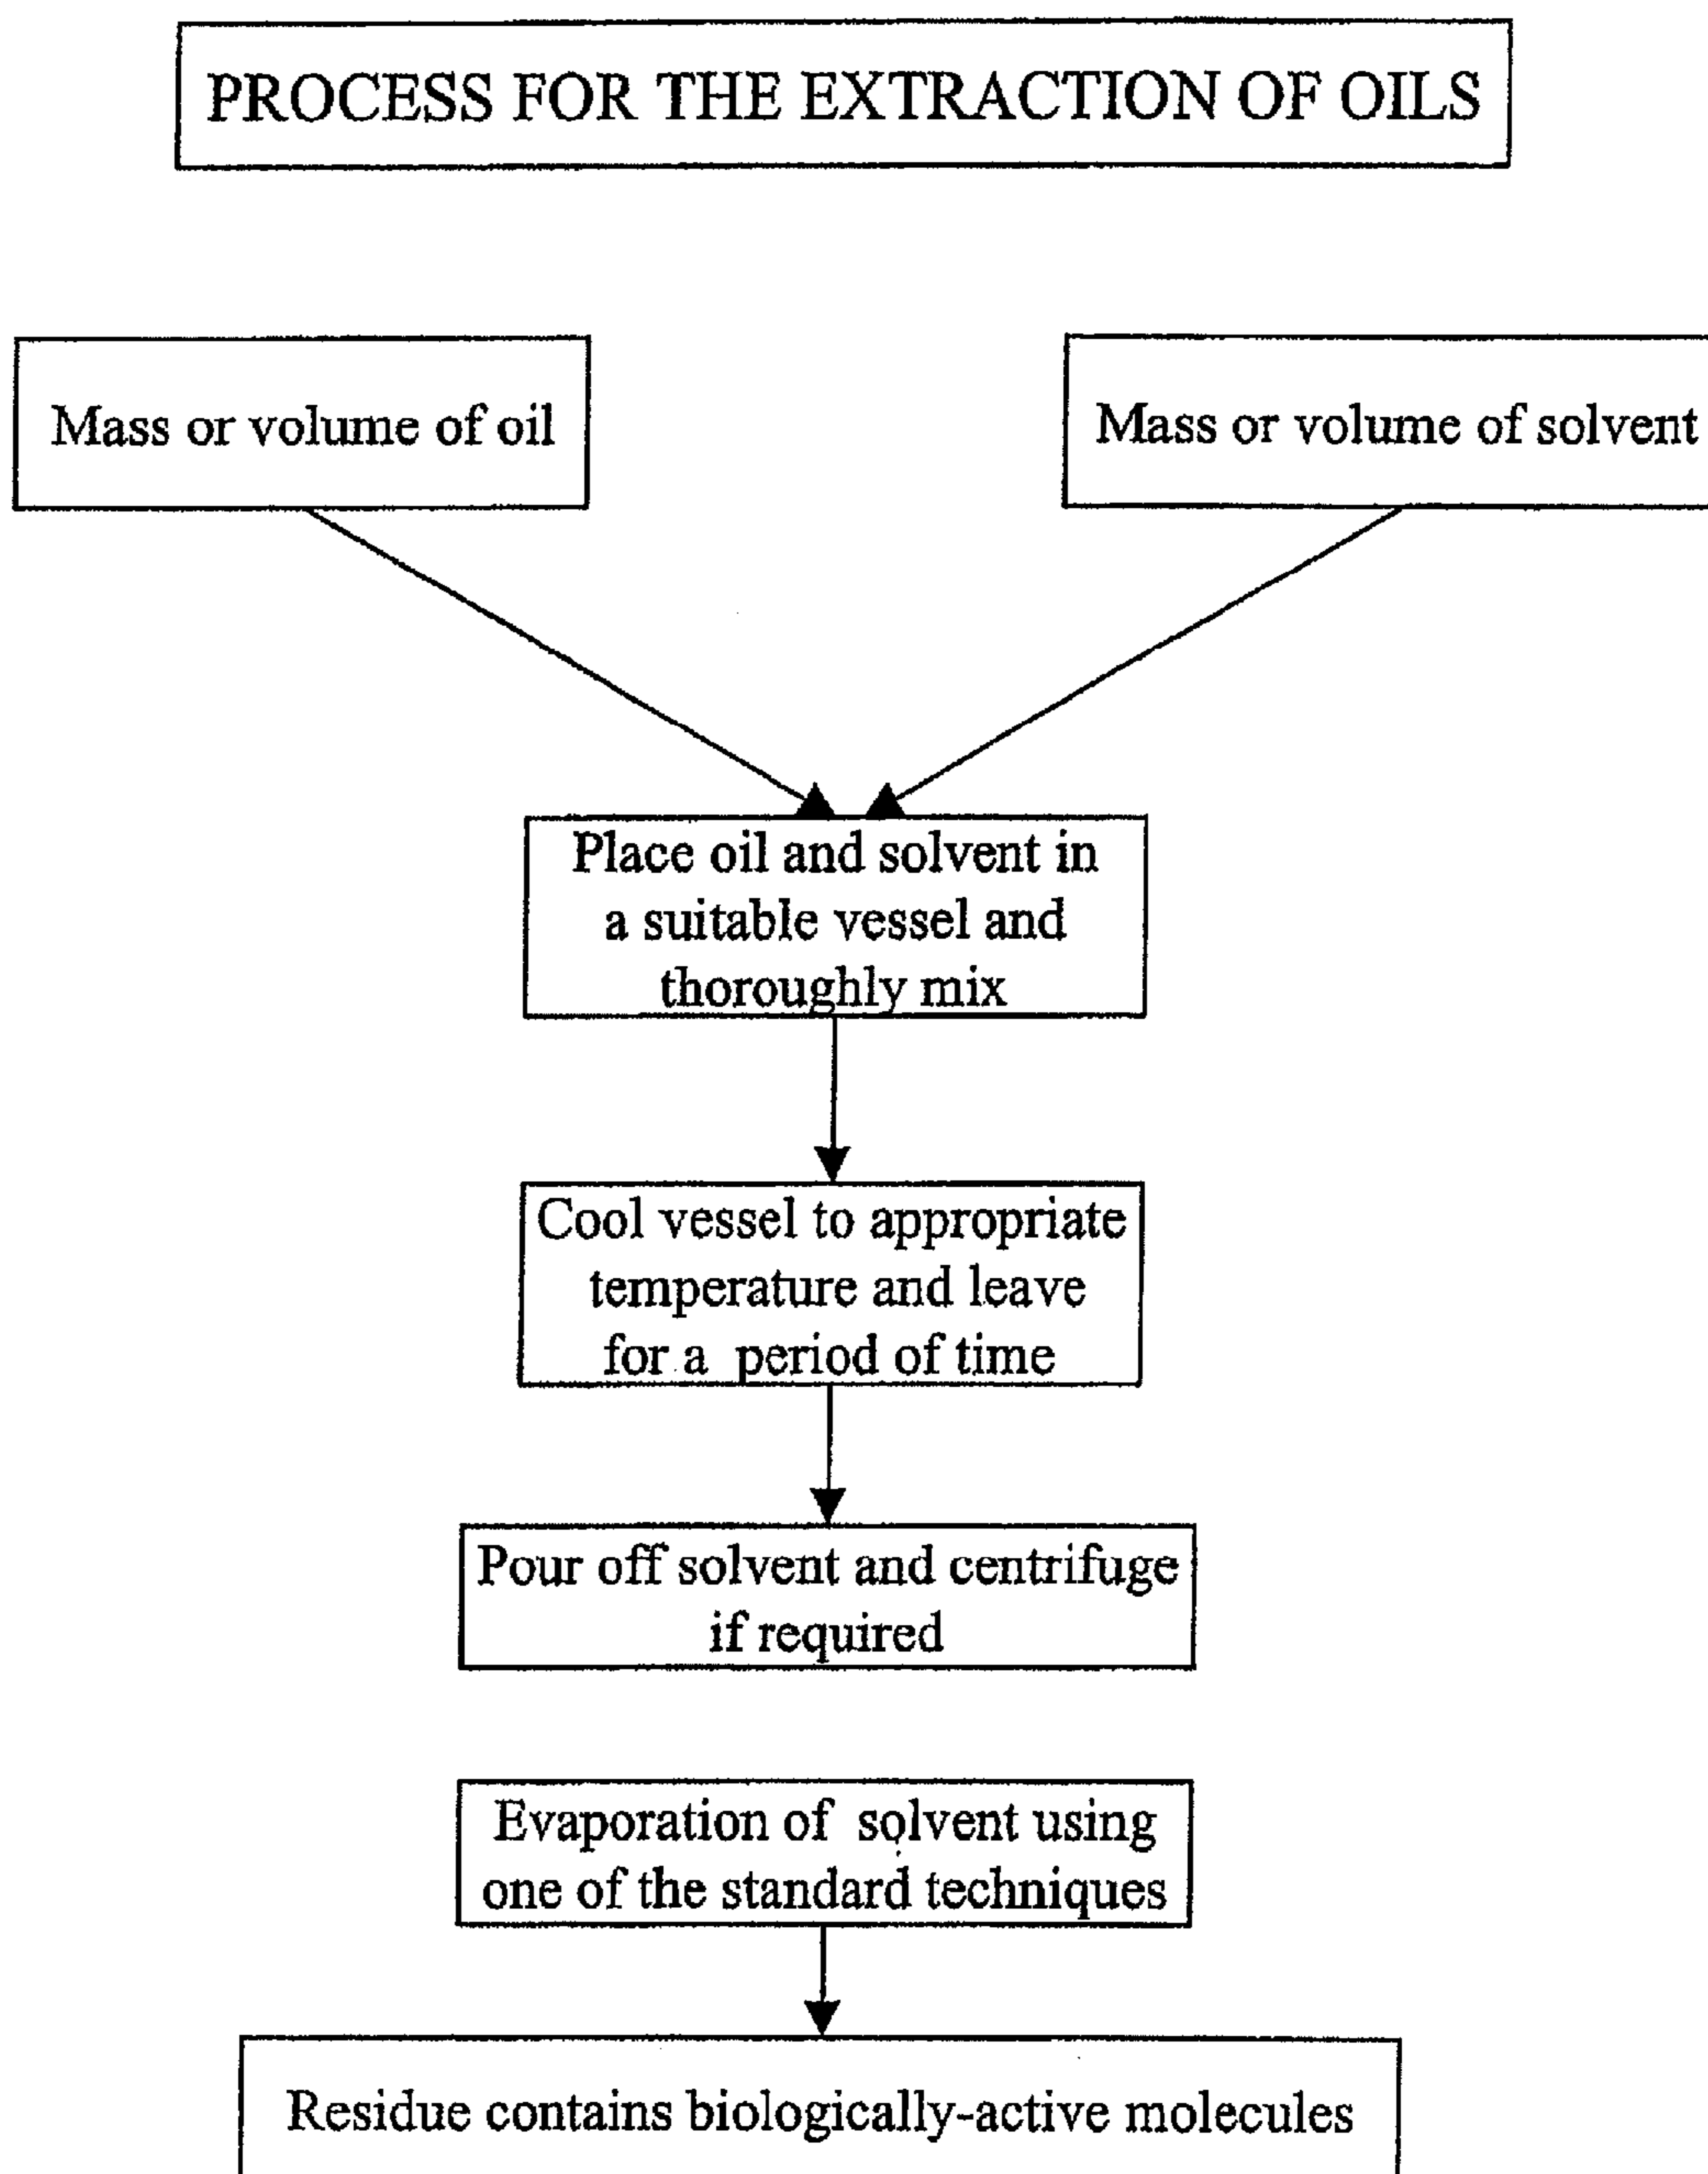 PROCESS FOR THE EXTRACTION OF OILS
Mass or volume of oil
Mass or volume of solvent
Place oil and solvent in
a suitable vessel and
thoroughly mix
Cool vessel to appropriate
temperature and leave
for a period of time
Pour off solvent and centrifuge
if required
Evaporation of solvent using
one of the standard techniques
Residue contains biologically-active molecules